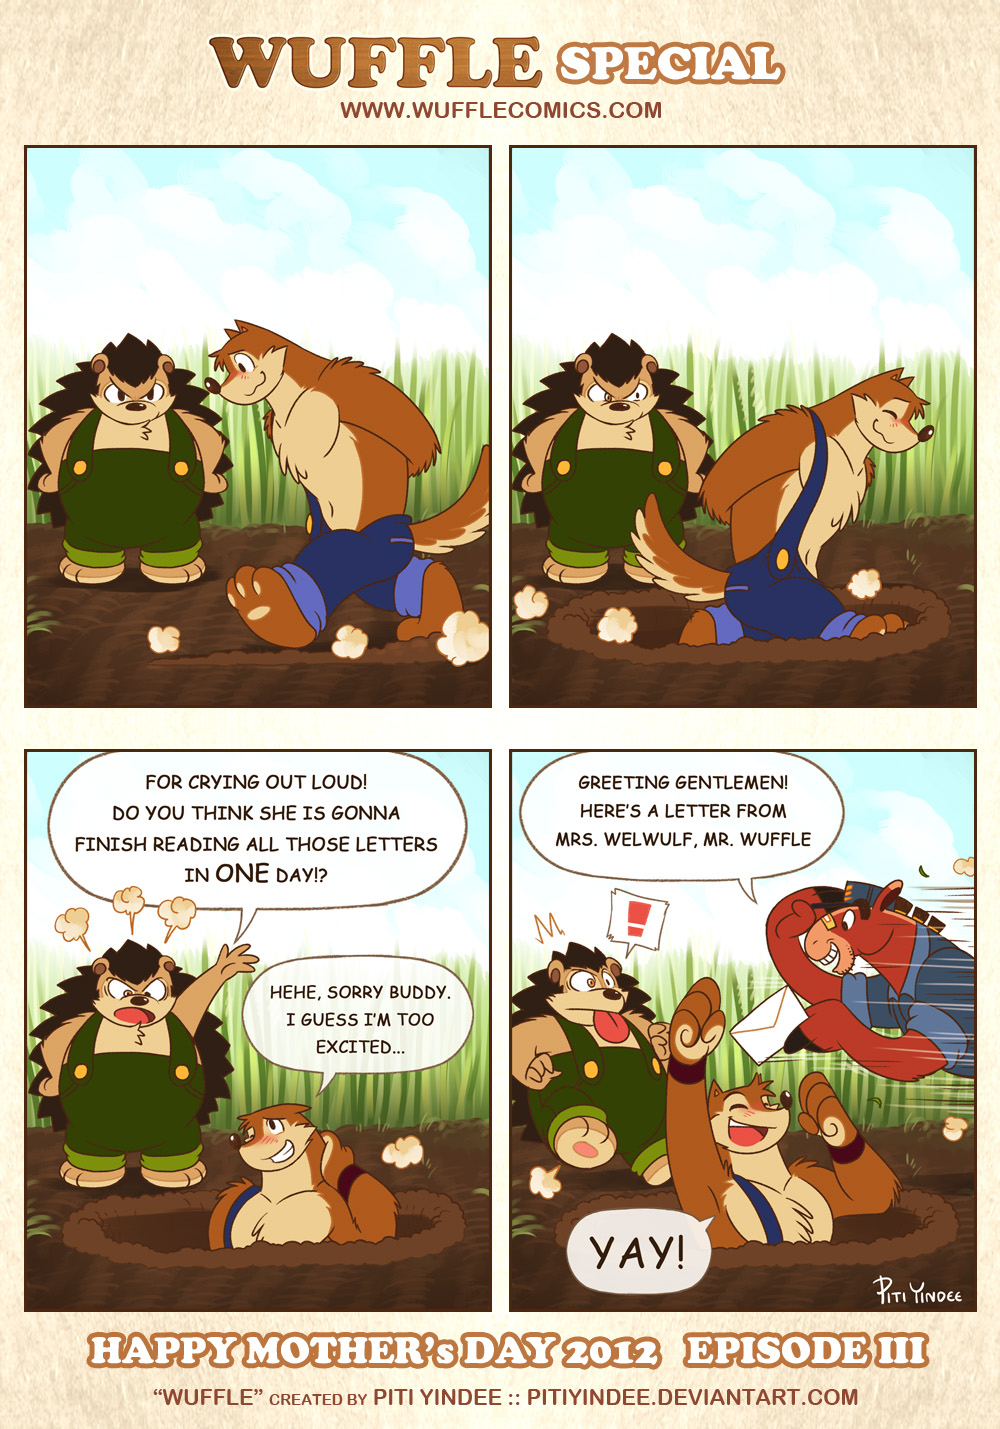 WUFFLE SPECIAL
WWW.WUFFLECOMICS.COM
FOR CRYING OUT LOUD!
DO YOU THINK SHE IS GONNA
FINISH READING ALL THOSE LETTERS
IN ONE DAY!?
HEHE, SORRY BUDDY.
I GUESS I'M TOO
EXCITED...
GREETING GENTLEMEN!
HERE'S A LETTER FROM
MRS. WELWULF, MR. WUFFLE
!
YAY!
PITI YINDEE
HAPPY MOTHER's DAY 2012 EPISODE III
“WUFFLE” CREATED BY PITI YINDEE :: PITIYINDEE.DEVIANTART.COM